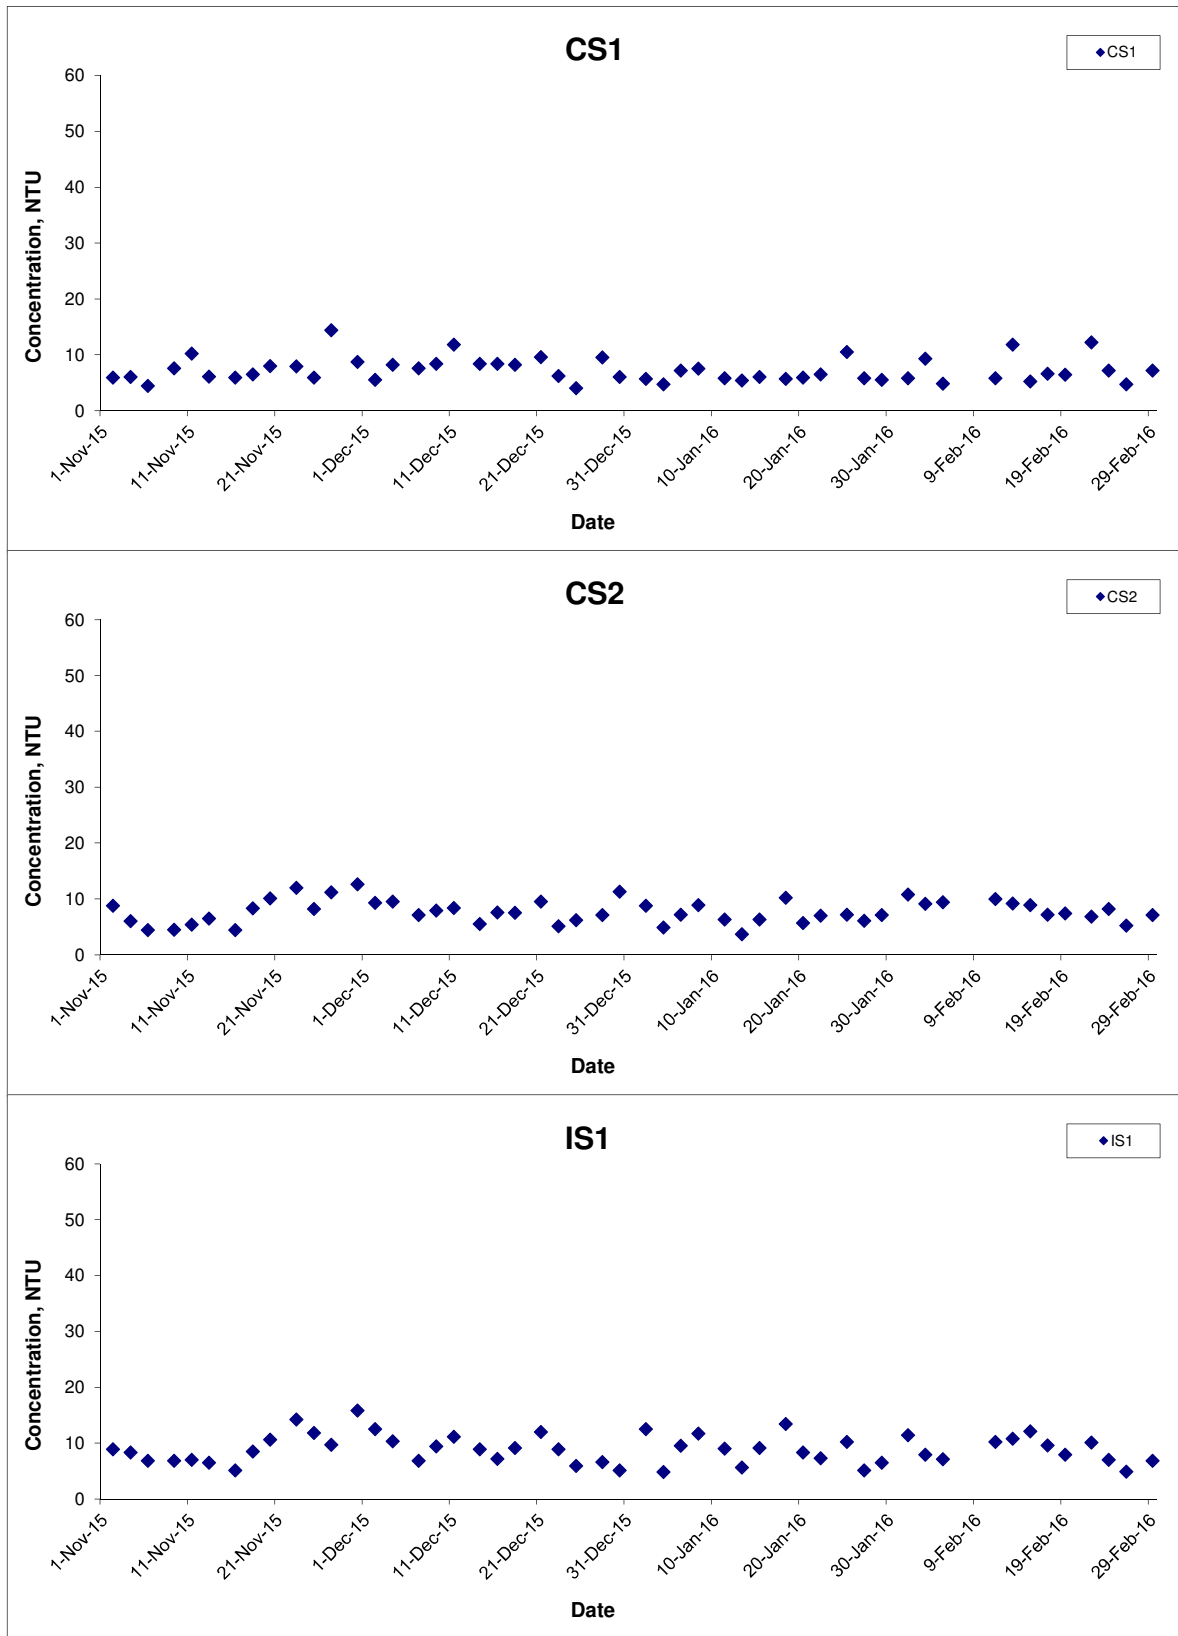 CS1
CS1
60
50
40
30
20
10
0
Concentration, NTU
1-Nov-15
11-Nov-15
21-Nov-15
1-Dec-15
11-Dec-15
21-Dec-15
31-Dec-15
10-Jan-16
20-Jan-16
30-Jan-16
9-Feb-16
19-Feb-16
29-Feb-16
Date
CS2
CS2
60
50
40
30
20
10
0
Concentration, NTU
1-Nov-15
11-Nov-15
21-Nov-15
1-Dec-15
11-Dec-15
21-Dec-15
31-Dec-15
10-Jan-16
20-Jan-16
30-Jan-16
9-Feb-16
19-Feb-16
29-Feb-16
Date
IS1
IS1
60
50
40
30
20
10
0
Concentration, NTU
1-Nov-15
11-Nov-15
21-Nov-15
1-Dec-15
11-Dec-15
21-Dec-15
31-Dec-15
10-Jan-16
20-Jan-16
30-Jan-16
9-Feb-16
19-Feb-16
29-Feb-16
Date